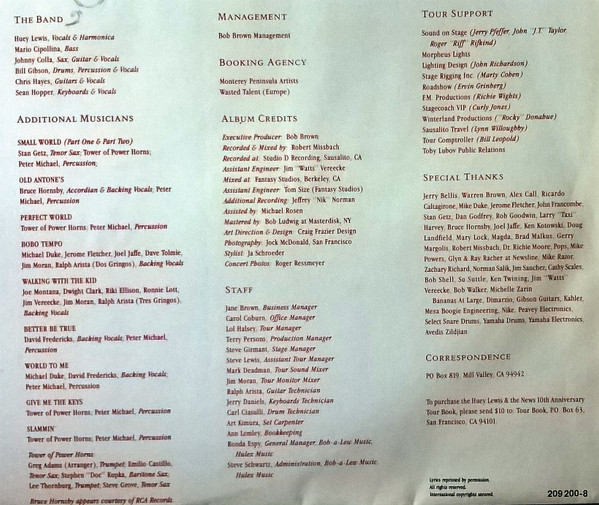 THE BAND
Huey Lewis, Vocals & Harmonica
Mario Cipollina, Bass
Johnny Colla, Sax, Guitar & Vocals
Bill Gibson, Drums, Percussion & Vocals
Chris Hayes, Guitars & Vocals
Sean Hopper, Keyboards & Vocals
ADDITIONAL MUSICIANS
SMALL WORLD (Part One & Part Two)
Stan Getz, Tenor Sax; Tower of Power Horns;
Peter Michael, Percussion;
OLD ANTONE'S
Bruce Hornsby, Accordion & Backing Vocals; Peter
Michael, Percussion
PERFECT WORLD
Tower of Power Horns; Peter Michael, Percussion
BOBO TEMPO
Michael Duke, Jerome Fletcher, Joel Jaffe, Dave Tolmie,
Jim Moran, Ralph Arista (Dos Gringos), Backing Vocals
WALKING WITH THE KID
Joe Montana, Dwight Clark, Riki Ellison, Ronnie Lott,
Jim Vereecke, Jim Moran, Ralph Arista (Tres Gringos),
Backing Vocals
BETTER BE TRUE
David Fredericks, Backing Vocals; Peter Michael,
Percussion
WORLD TO ME
Michael Duke, David Fredericks, Backing Vocals;
Peter Michael, Percussion
GIVE ME THE KEYS
Tower of Power Horns; Peter Michael, Percussion
SLAMMIN'
Tower of Power Horns; Peter Michael, Percussion
Tower of Power Horns
Greg Adams (Arranger), Trumpet; Emilio Castillo,
Tenor Sax; Stephen "Doc" Kupka, Baritone Sax;
Lee Thornburg, Trumpet; Steve Grove, Tenor Sax
Bruce Hornsby appears courtesy of RCA Records
MANAGEMENT
Bob Brown Management
BOOKING AGENCY
Monterey Peninsula Artists
Wasted Talent (Europe)
ALBUM CREDITS
Executive Producer: Bob Brown
Recorded & Mixed by: Robert Missbach
Recorded at: Studio D Recording, Sausalito, CA
Assistant Engineer: Jim "Watts" Vereecke
Mixed at: Fantasy Studios, Berkeley, CA
Assistant Engineer: Tom Size (Fantasy Studios)
Additional Recording: Jeffrey "Nik" Norman
Assisted by: Michael Rosen
Mastered by: Bob Ludwig at Masterdisk, NY
Art Direction & Design: Craig Frazier Design
Photography: Jock McDonald, San Francisco
Stylist: Ja Schroeder
Concert Photos: Roger Ressmeyer
STAFF
Jane Brown, Business Manager
Carol Coburn, Office Manager
Lol Halsey, Tour Manager
Terry Persons, Production Manager
Steve Girmant, Stage Manager
Steve Lewis, Assistant Tour Manager
Mark Deadman, Tour Sound Mixer
Jim Moran, Tour Monitor Mixer
Ralph Arista, Guitar Technician
Jerry Daniels, Keyboards Technician
Carl Ciasulli, Drum Technician
Art Kimura, Set Carpenter
Ann Lemley, Bookkeeping
Ronda Espy, General Manager, Bob-a-Lew Music,
Hulex Music
Steve Schwartz, Administration, Bob-a-Lew Music,
Hulex Music
TOUR SUPPORT
Sound on Stage (Jerry Pfeffer, John "J.T." Taylor,
Roger "Riff" Rifkind)
Morpheus Lights
Lighting Design (John Richardson)
Stage Rigging Inc. (Marty Coben)
Roadshow (Ervin Grinberg)
F.M. Productions (Richie Wights)
Stagecoach VIP (Curly Jones)
Winterland Productions ("Rocky" Donahue)
Sausalito Travel (Lynn Willoughby)
Tour Comptroller (Bill Leopold)
Toby Lubov Public Relations
SPECIAL THANKS
Jerry Bellis, Warren Brown, Alex Call, Ricardo
Caltagirone, Mike Duke, Jerome Fletcher, John Francombe,
Stan Getz, Dan Godfrey, Rob Goodwin, Larry "Taxi"
Harvey, Bruce Hornsby, Joel Jaffe, Ken Kotowski, Doug
Landfield, Mary Lock, Magda, Brad Malkus, Gerry
Margolis, Robert Missbach, Dr. Richie Moore, Pops, Mike
Powers, Glyn & Ray Racher at Newsline, Mike Razor,
Zachary Richard, Norman Salik, Jim Sanchez, Cathy Scales,
Bob Shell, Su Suttle, Ken Twining, Jim "Watts"
Vereecke, Bob Walker, Michelle Zarin
Bananas At Large, Dimarzio, Gibson Guitars, Kahler,
Mesa Boogie Engineering, Nike, Peavey Electronics,
Select Snare Drums, Yamaha Drums, Yamaha Electronics,
Avedis Zildjian
CORRESPONDENCE
PO Box 819, Mill Valley, CA 94942
To purchase the Huey Lewis & the News 10th Anniversary
Tour Book, please send $10 to: Tour Book, P.O. Box 63,
San Francisco, CA 94101.
Lyrics reprinted by permission.
All rights reserved.
International copyrights secured.
209 200-8